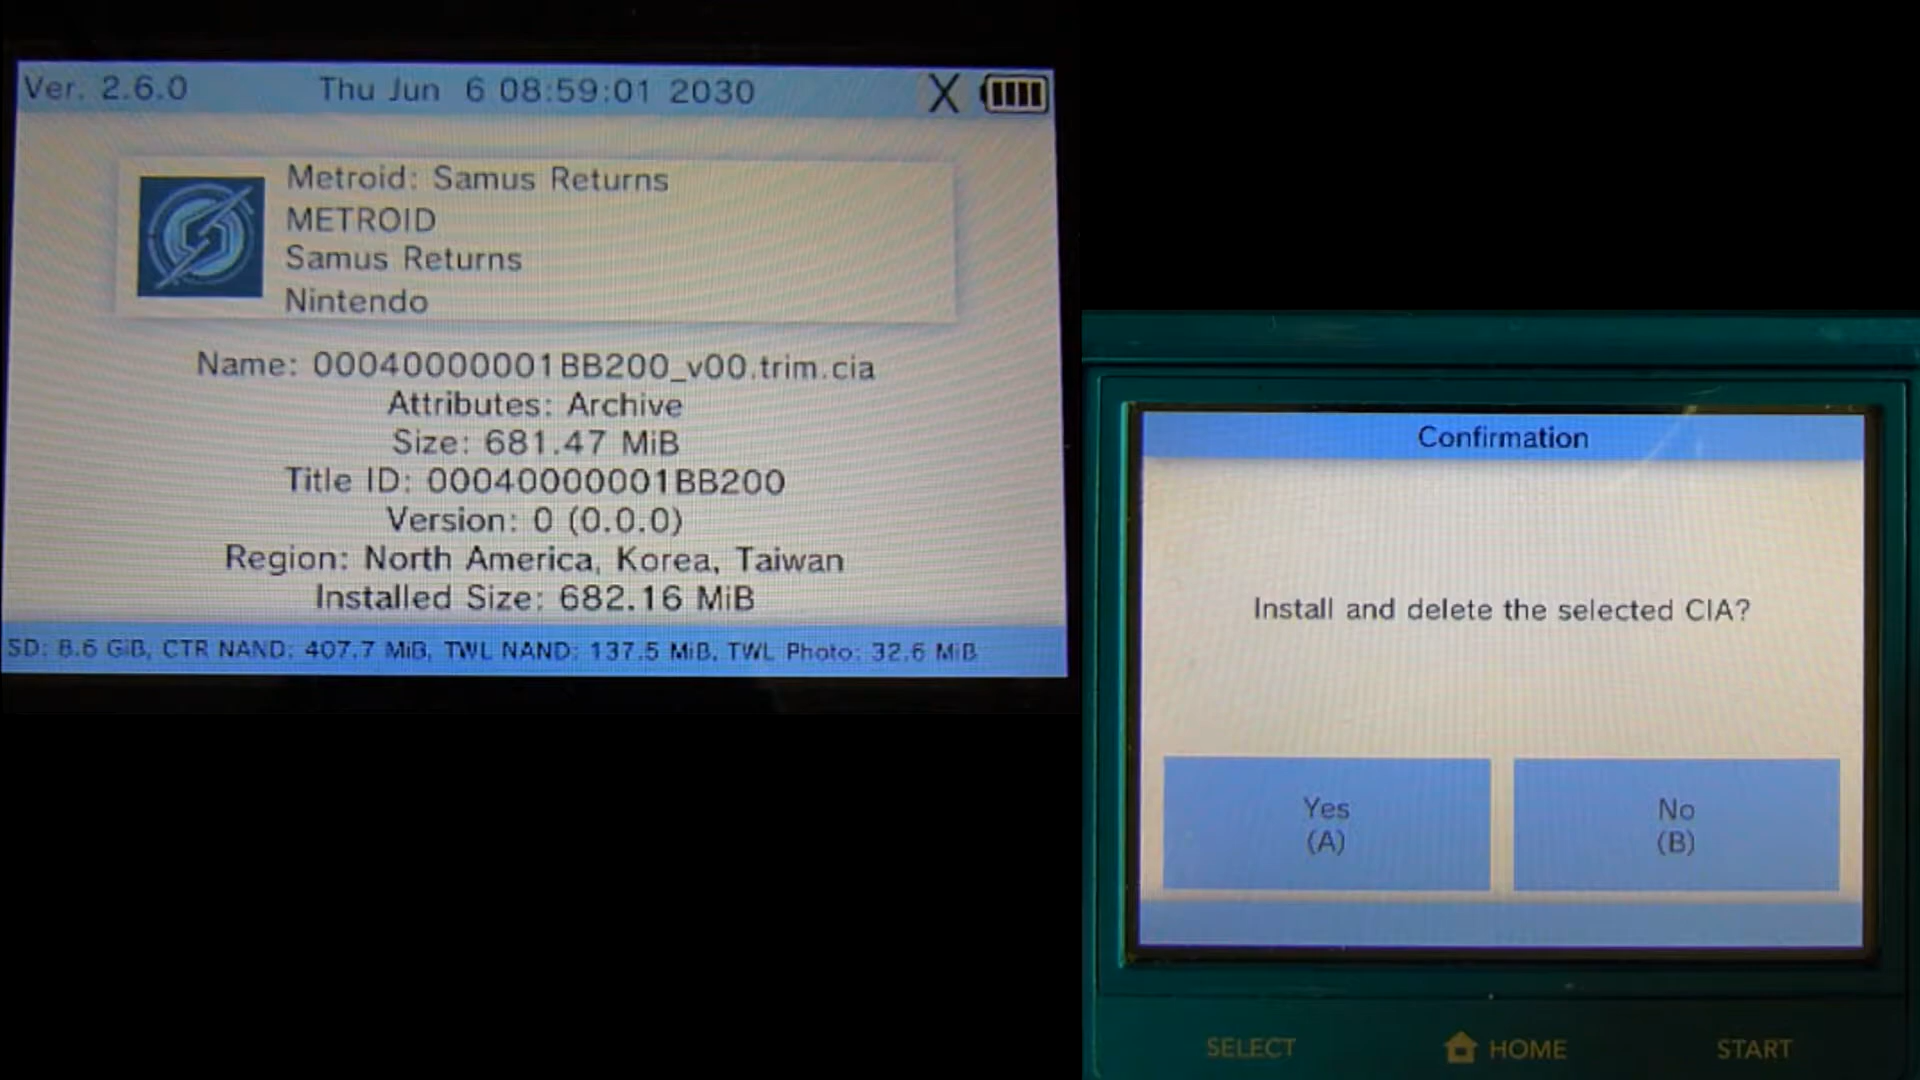 Ver. 2.6.0 Thu Jun 6 08:59:01 2030 X
Metroid: Samus Returns
METROID
Samus Returns
Nintendo
Name: 00040000001BB200_v00.trim.cia
Attributes: Archive
Size: 681.47 MiB
Title ID: 00040000001BB200
Version: 0 (0.0.0)
Region: North America, Korea, Taiwan
Installed Size: 682.16 MiB
SD: 8.6 GiB, CTR NAND: 407.7 MiB, TWL NAND: 137.5 MiB, TWL Photo: 32.6 MiB
Confirmation
Install and delete the selected CIA?
Yes
(A)
No
(B)
SELECT HOME START